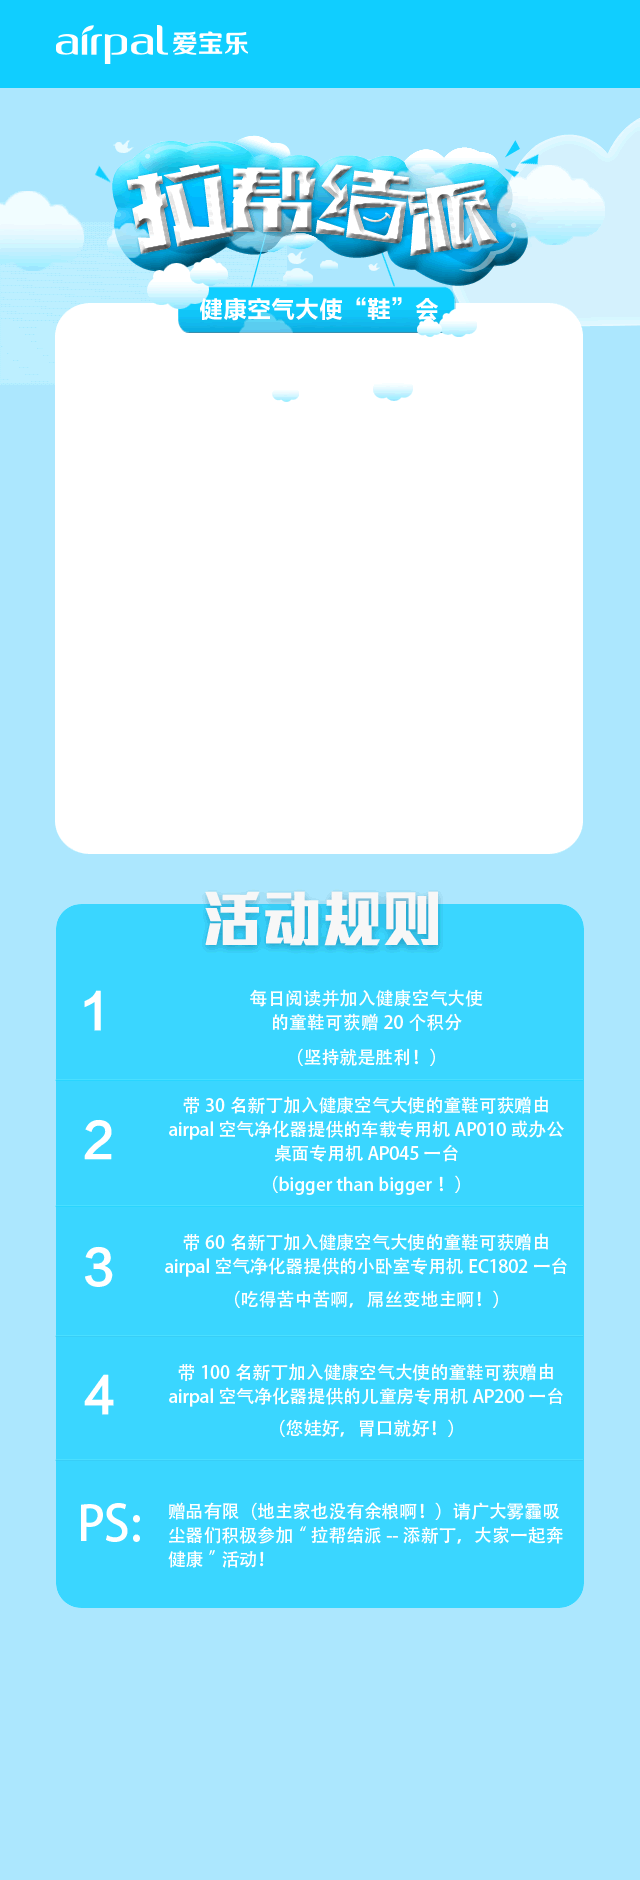 airpal 爱宝乐
拉帮结派
健康空气大使“鞋”会
活动规则
1
每日阅读并加入健康空气大使
的童鞋可获赠 20 个积分
（坚持就是胜利！）
2
带 30 名新丁加入健康空气大使的童鞋可获赠由
airpal 空气净化器提供的车载专用机 AP010 或办公
桌面专用机 AP045 一台
（bigger than bigger！）
3
带 60 名新丁加入健康空气大使的童鞋可获赠由
airpal 空气净化器提供的小卧室专用机 EC1802 一台
（吃得苦中苦啊，屌丝变地主啊！）
4
带 100 名新丁加入健康空气大使的童鞋可获赠由
airpal 空气净化器提供的儿童房专用机 AP200 一台
（您娃好，胃口就好！）
PS:
赠品有限（地主家也没有余粮啊！）请广大雾霾吸
尘器们积极参加“拉帮结派--添新丁，大家一起奔
健康”活动！